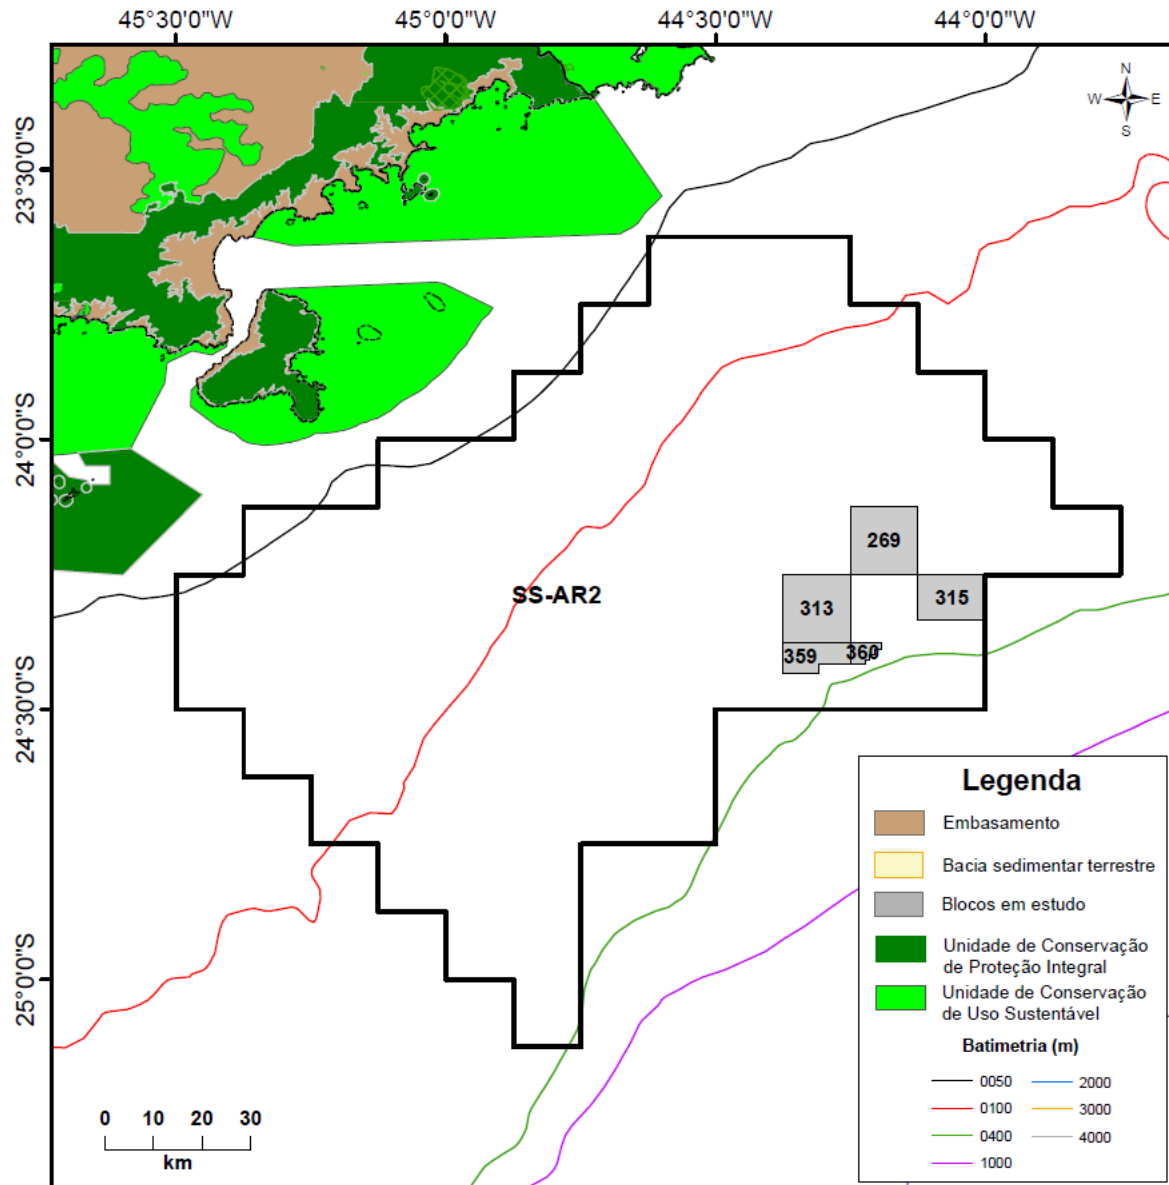 45°30'0"W 45°0'0"W 44°30'0"W 44°0'0"W
N
W E
S
23°30'0"S
24°0'0"S
24°30'0"S
25°0'0"S
269
313
315
SS-AR2
359
360
Legenda
Embasamento
Bacia sedimentar terrestre
Blocos em estudo
Unidade de Conservação
de Proteção Integral
Unidade de Conservação
de Uso Sustentável
Batimetria (m)
0050 2000
0100 3000
0400 4000
1000
0 10 20 30
km